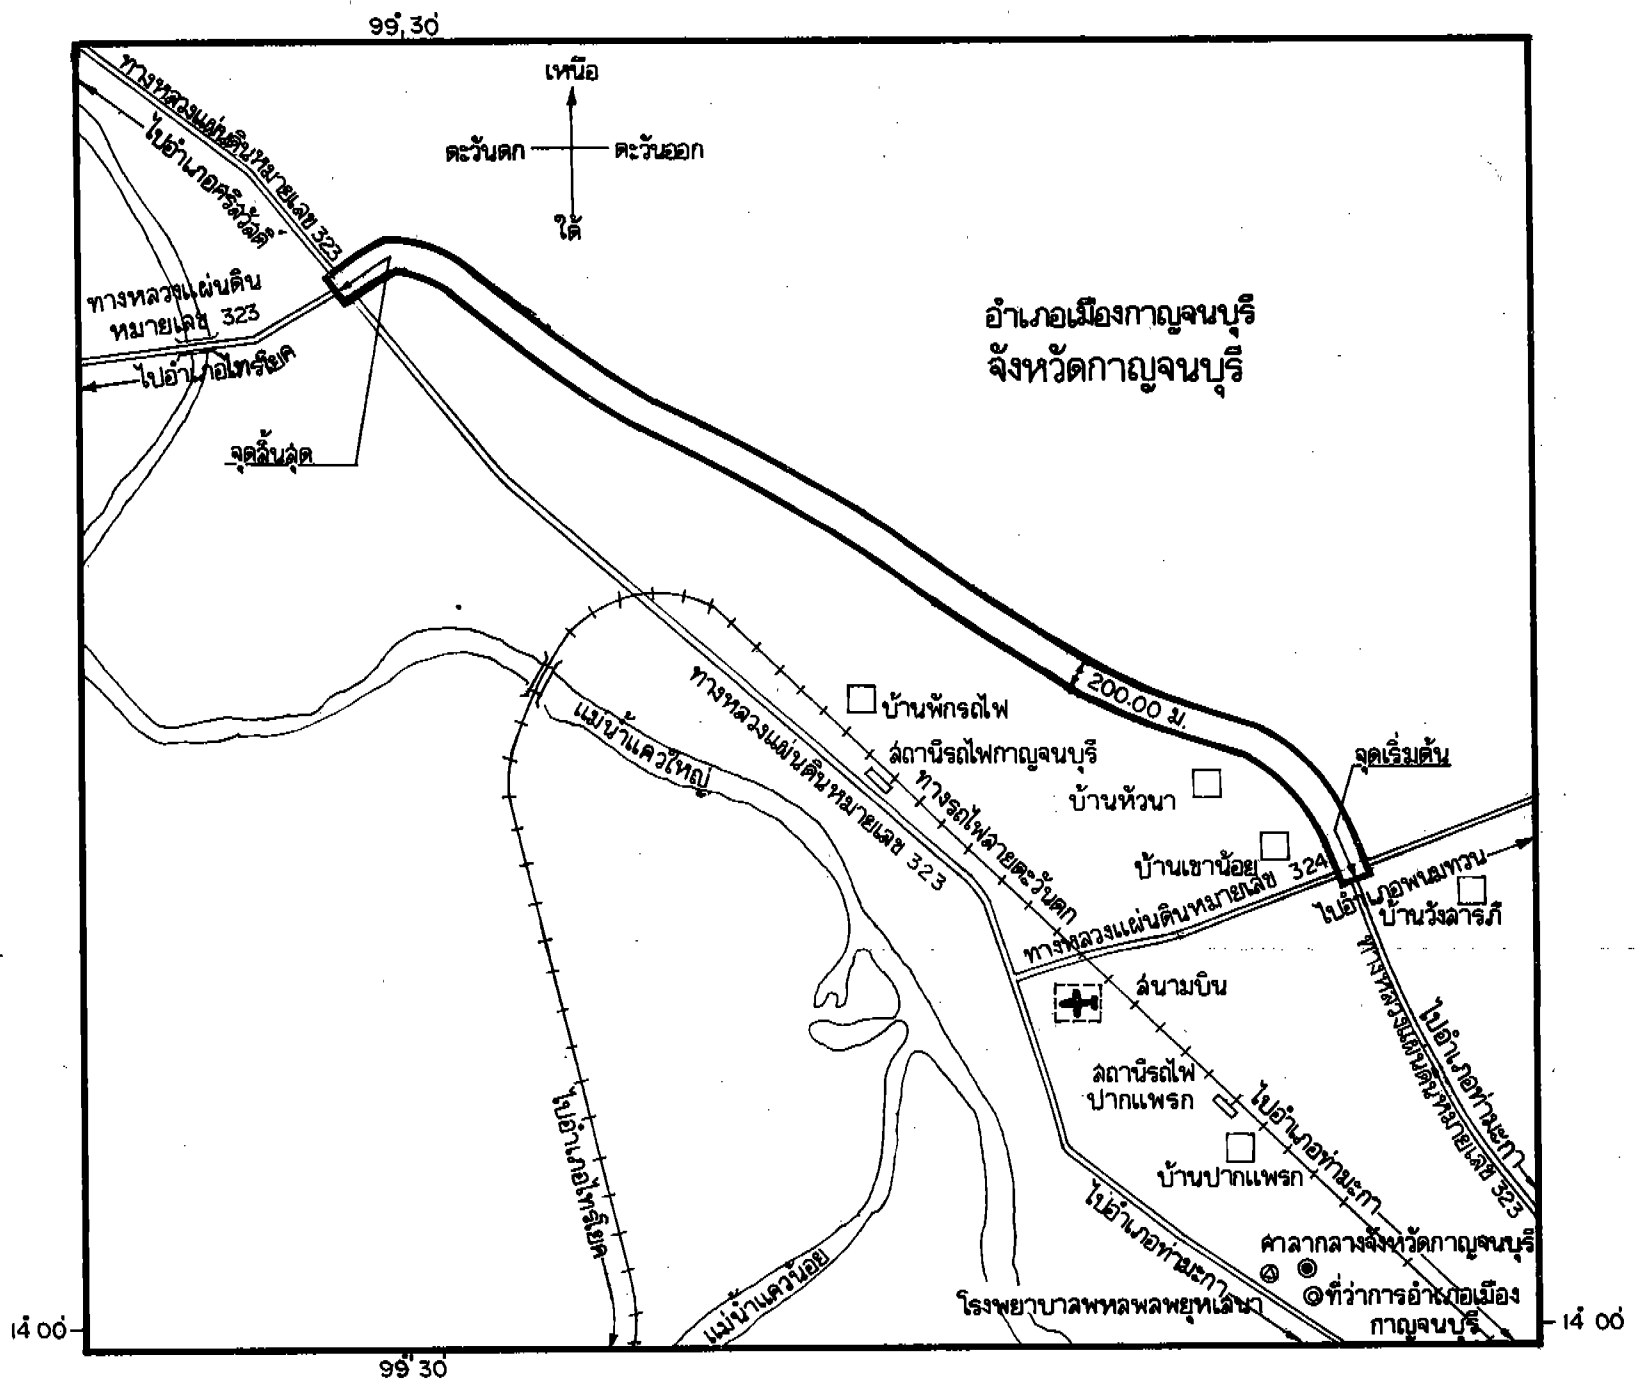 99° 30'
เหนือ
ตะวันตก
ตะวันออก
ใต้
ทางหลวงแผ่นดินหมายเลข 323
ไปอำเภอศรีสวัสดิ์
ทางหลวงแผ่นดิน
หมายเลข 323
ไปอำเภอไทรโยค
จุดสิ้นสุด
อำเภอเมืองกาญจนบุรี
จังหวัดกาญจนบุรี
200.00 ม.
บ้านพักรถไฟ
สถานีรถไฟกาญจนบุรี
แม่น้ำแควใหญ่
ทางหลวงแผ่นดินหมายเลข 323
ทางรถไฟสายตะวันตก
จุดเริ่มต้น
บ้านหัวนา
บ้านเขาน้อย
ทางหลวงแผ่นดินหมายเลข 324
ไปอำเภอพนมทวน
บ้านวังสารภี
สนามบิน
ทางหลวงแผ่นดินหมายเลข 323
ไปอำเภอท่ามะกา
สถานีรถไฟ
ปากแพรก
ไปอำเภอท่ามะกา
บ้านปากแพรก
ไปอำเภอไทรโยค
แม่น้ำแควน้อย
ไปอำเภอท่ามะกา
ศาลากลางจังหวัดกาญจนบุรี
โรงพยาบาลพหลพลพยุหเสนา
ที่ว่าการอำเภอเมือง
กาญจนบุรี
14° 00'
14° 00'
99° 30'